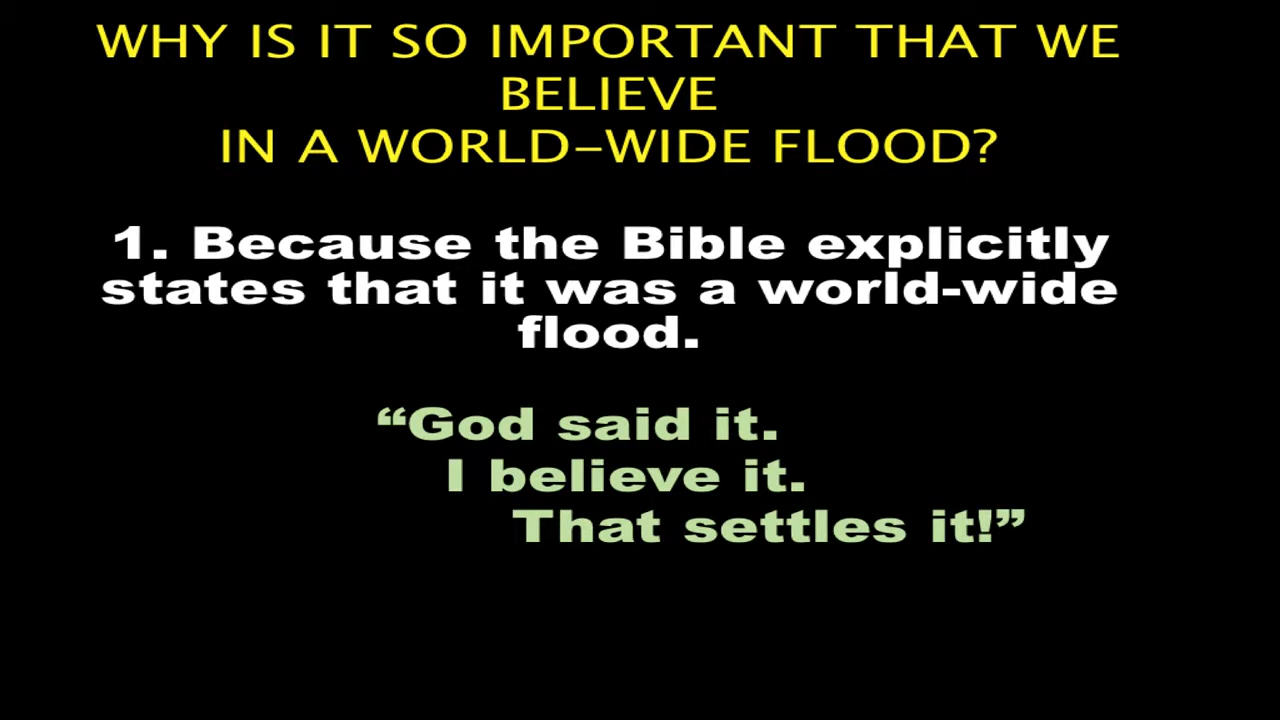 WHY IS IT SO IMPORTANT THAT WE
BELIEVE
IN A WORLD–WIDE FLOOD?
1. Because the Bible explicitly
states that it was a world-wide
flood.
“God said it.
I believe it.
That settles it!”